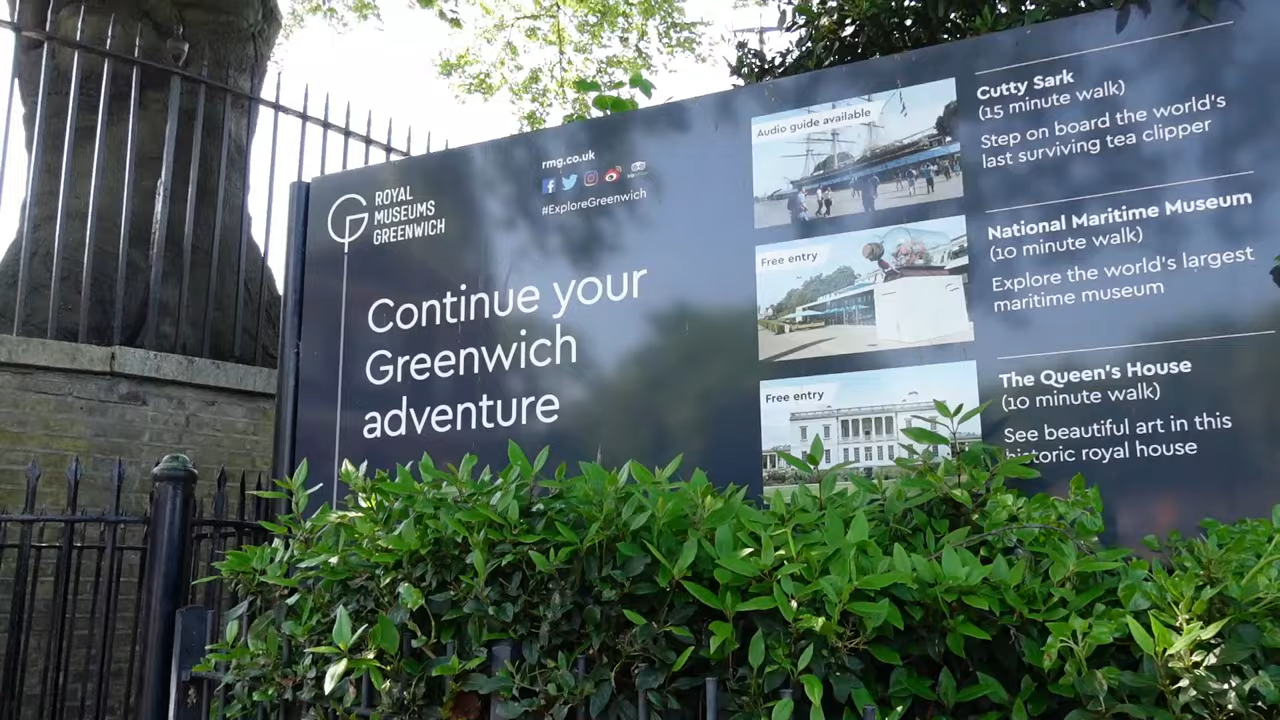 ROYAL
MUSEUMS
GREENWICH
rmg.co.uk
#ExploreGreenwich
Continue your
Greenwich
adventure
Audio guide available
Cutty Sark
(15 minute walk)
Step on board the world's
last surviving tea clipper
Free entry
National Maritime Museum
(10 minute walk)
Explore the world's largest
maritime museum
Free entry
The Queen's House
(10 minute walk)
See beautiful art in this
historic royal house